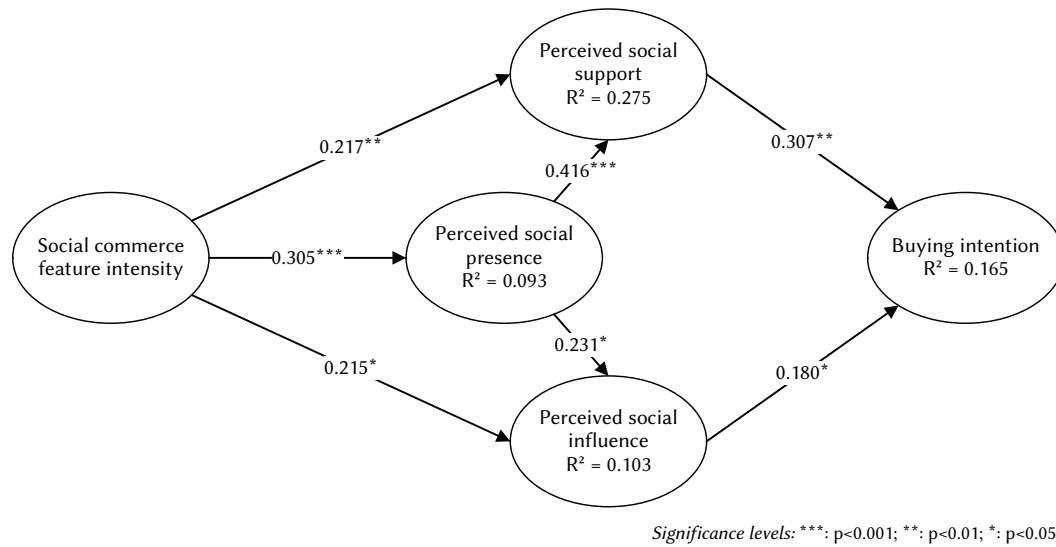 Perceived social
support
R² = 0.275
0.217**
0.307**
0.416***
Social commerce
feature intensity
0.305***
Perceived social
presence
R² = 0.093
Buying intention
R² = 0.165
0.231*
0.215*
0.180*
Perceived social
influence
R² = 0.103
Significance levels: ***: p<0.001; **: p<0.01; *: p<0.05